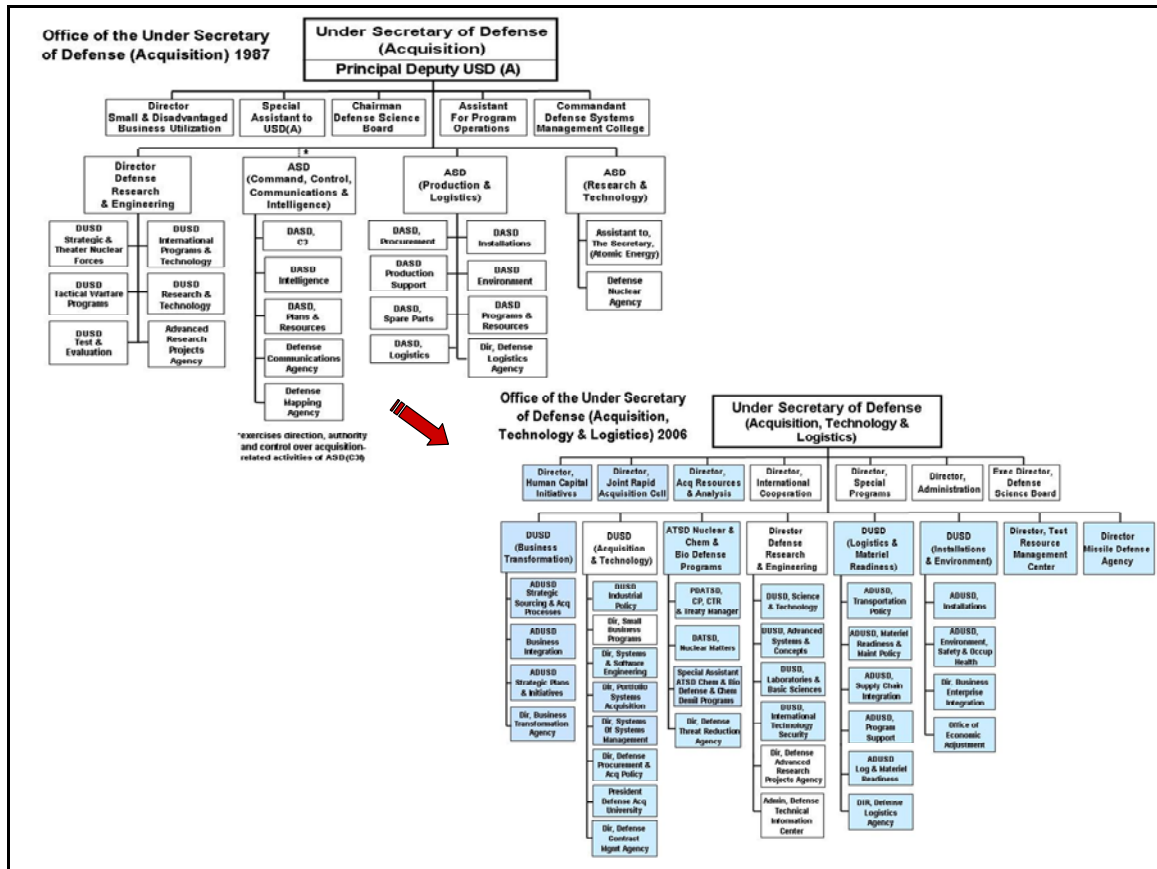 Office of the Under Secretary
of Defense (Acquisition) 1987
Under Secretary of Defense
(Acquisition)
Principal Deputy USD (A)
Director
Small & Disadvantaged
Business Utilization
Special
Assistant to
USD(A)
Chairman
Defense Science
Board
Assistant
For Program
Operations
Commandant
Defense Systems
Management College
Director
Defense
Research
& Engineering
*
ASD
(Command, Control,
Communications &
Intelligence)
ASD
(Production &
Logistics)
ASD
(Research &
Technology)
DUSD
Strategic &
Theater Nuclear
Forces
DUSD
International
Programs &
Technology
DUSD
Tactical Warfare
Programs
DUSD
Research &
Technology
DUSD
Test &
Evaluation
Advanced
Research
Projects
Agency
DASD,
C3
DASD
Intelligence
DASD,
Plans &
Resources
Defense
Communications
Agency
Defense
Mapping
Agency
DASD,
Procurement
DASD
Installations
DASD
Production
Support
DASD
Environment
DASD,
Spare Parts
DASD
Programs
& Resources
DASD,
Logistics
Dir, Defense
Logistics
Agency
Assistant to,
The Secretary,
(Atomic Energy)
Defense
Nuclear
Agency
*exercises direction, authority
and control over acquisition-
related activities of ASD(C3I)
Office of the Under Secretary
of Defense (Acquisition,
Technology & Logistics) 2006
Under Secretary of Defense
(Acquisition, Technology &
Logistics)
Director,
Human Capital
Initiatives
Director,
Joint Rapid
Acquisition Cell
Director,
Acq Resources
& Analysis
Director,
International
Cooperation
Director,
Special
Programs
Director,
Administration
Exec Director,
Defense
Science Board
DUSD
(Business
Transformation)
DUSD
(Acquisition
& Technology)
ATSD Nuclear &
Chem &
Bio Defense
Programs
Director
Defense
Research
& Engineering
DUSD
(Logistics &
Materiel
Readiness)
DUSD
(Installations
& Environment)
Director, Test
Resource
Management
Center
Director
Missile Defense
Agency
ADUSD
Strategic
Sourcing & Acq
Processes
ADUSD
Business
Integration
ADUSD
Strategic Plans
& Initiatives
Dir, Business
Transformation
Agency
DUSD
Industrial
Policy
Dir, Small
Business
Programs
Dir, Systems
& Software
Engineering
Dir, Portfolio
Systems
Acquisition
Dir, Systems
Of Systems
Management
Dir, Defense
Procurement &
Acq Policy
President
Defense Acq
University
Dir, Defense
Contract
Mgmt Agency
PDATSD,
CP, CTR
& Treaty Manager
DATSD,
Nuclear Matters
Special Assistant
ATSD Chem & Bio
Defense & Chem
Demil Programs
Dir, Defense
Threat Reduction
Agency
DUSD, Science
& Technology
DUSD, Advanced
Systems &
Concepts
DUSD,
Laboratories &
Basic Sciences
DUSD,
International
Technology
Security
Dir, Defense
Advanced
Research
Projects Agency
Admin, Defense
Technical
Information
Center
ADUSD,
Transportation
Policy
ADUSD, Materiel
Readiness &
Maint Policy
ADUSD,
Supply Chain
Integration
ADUSD,
Program
Support
ADUSD
Log & Materiel
Readiness
DIR, Defense
Logistics
Agency
ADUSD,
Installations
ADUSD,
Environment,
Safety & Occup
Health
Dir, Business
Enterprise
Integration
Office of
Economic
Adjustment